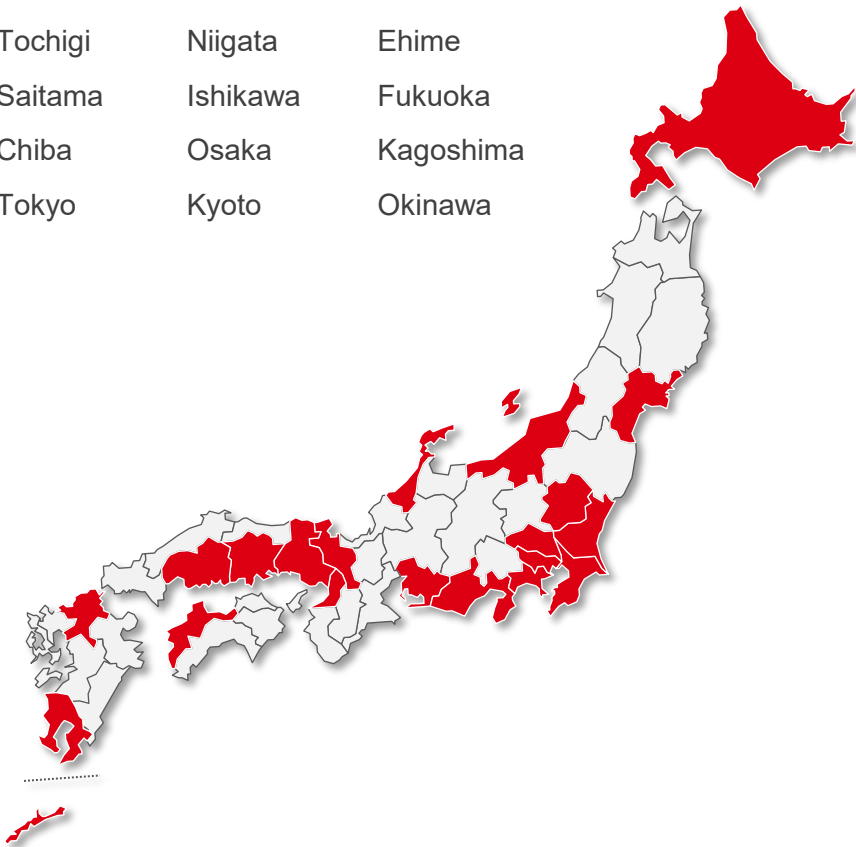 Tochigi Niigata Ehime
Saitama Ishikawa Fukuoka
Chiba Osaka Kagoshima
Tokyo Kyoto Okinawa